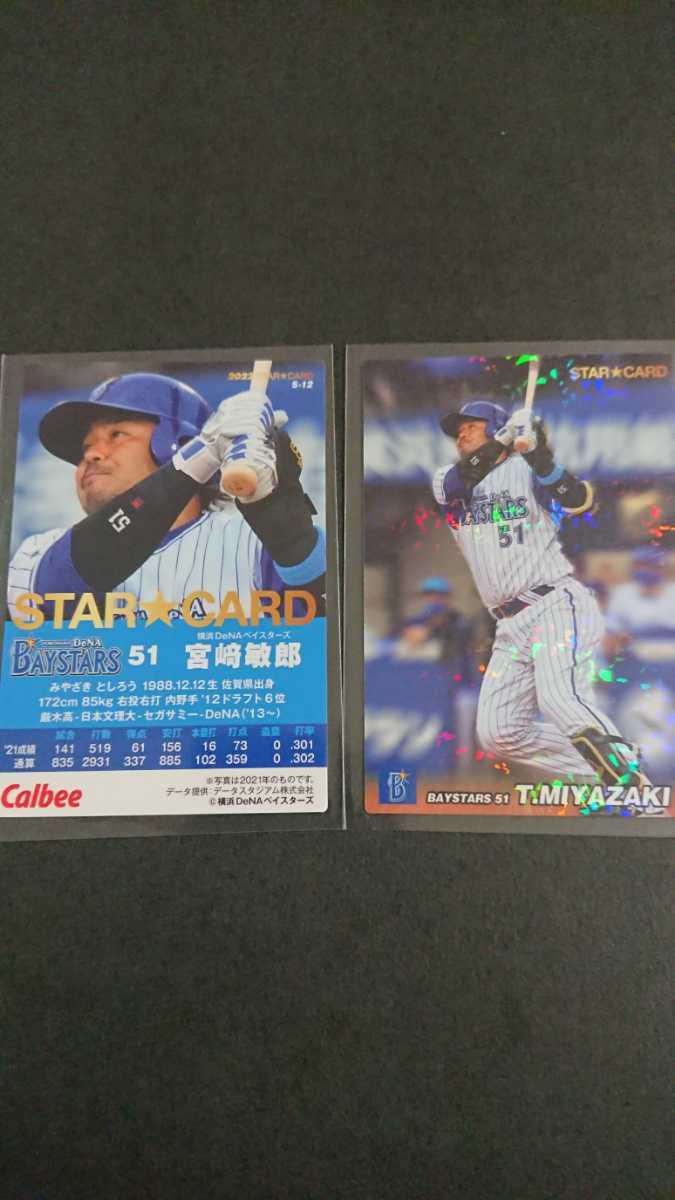 2022 STAR★CARD
S-12
51
STAR★CARD
DeNA
BAYSTARS
51
横浜DeNAベイスターズ
宮﨑敏郎
みやざき としろう 1988.12.12生 佐賀県出身
172cm 85kg 右投右打 内野手 '12ドラフト6位
厳木高-日本文理大-セガサミー-DeNA('13～)
試合 打数 得点 安打 本塁打 打点 盗塁 打率
'21成績 141 519 61 156 16 73 0 .301
通算 835 2931 337 885 102 359 0 .302
Calbee
※写真は2021年のものです。
データ提供:データスタジアム株式会社
©横浜DeNAベイスターズ
STAR★CARD
BAYSTARS
51
B
BAYSTARS 51 T.MIYAZAKI